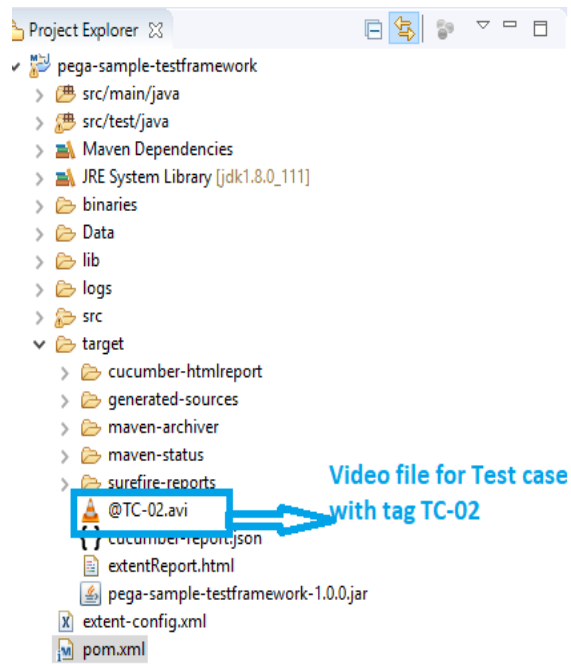 Project Explorer
pega-sample-testframework
src/main/java
src/test/java
Maven Dependencies
JRE System Library [jdk1.8.0_111]
binaries
Data
lib
logs
src
target
cucumber-htmlreport
generated-sources
maven-archiver
maven-status
surefire-reports
@TC-02.avi
Video file for Test case
with tag TC-02
cucumber-report.json
extentReport.html
pega-sample-testframework-1.0.0.jar
extent-config.xml
pom.xml